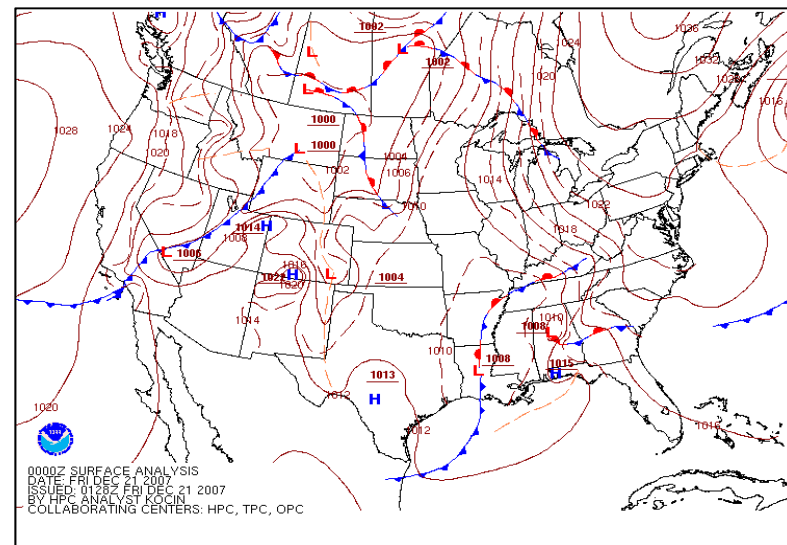 H 1002 1024 1036
L L 1002 1032
1028 1024 L 020 1016
1018 1000
1020 L 1000 1004
1002 1006 1014
1010 1022
1014 H 1018
L 1006 1008
1016
1022 H L 1004
1020
1014 1010 1008 L
1010 L 1008 1015
1013 H
1012 H
1020 1012 1016
0000Z SURFACE ANALYSIS
DATE: FRI DEC 21 2007
ISSUED: 0128Z FRI DEC 21 2007
BY HPC ANALYST KOCIN
COLLABORATING CENTERS: HPC, TPC, OPC